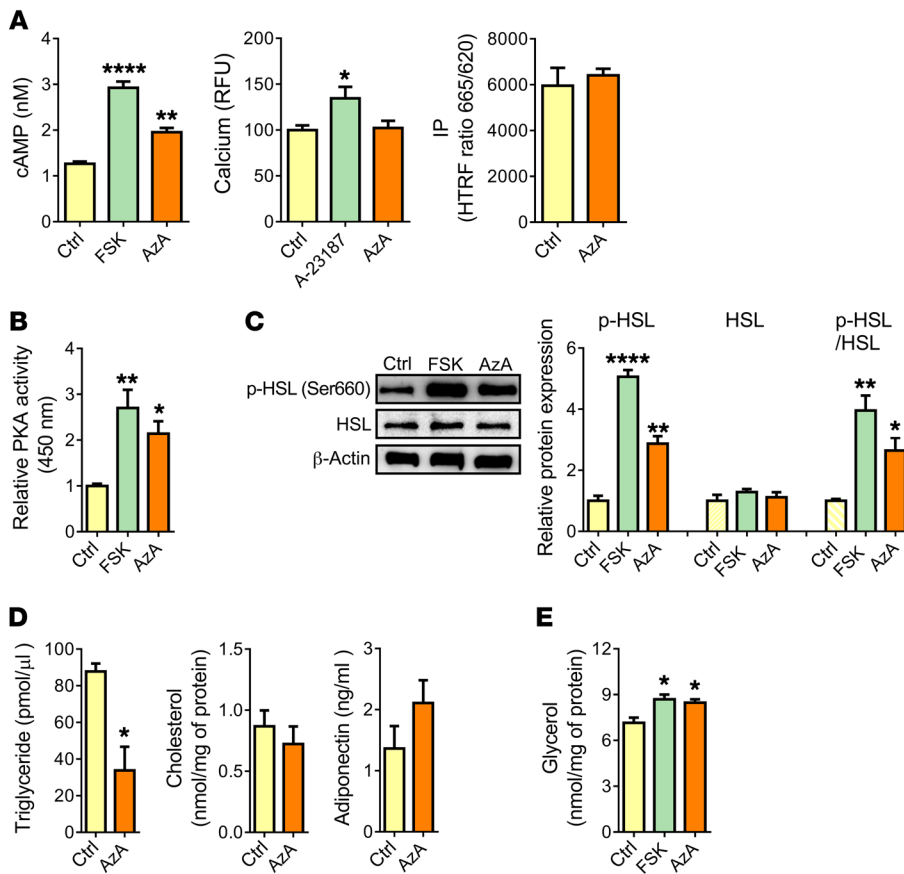 A
cAMP (nM)
4
3
2
1
0
****
**
Ctrl
FSK
AzA
Calcium (RFU)
200
150
100
50
0
*
Ctrl
A-23187
AzA
IP
(HTRF ratio 665/620)
8000
6000
4000
2000
0
Ctrl
AzA
B
Relative PKA activity
(450 nm)
4
3
2
1
0
**
*
Ctrl
FSK
AzA
C
Ctrl FSK AzA
p-HSL (Ser660)
HSL
β-Actin
Relative protein expression
6
4
2
0
p-HSL
****
**
Ctrl
FSK
AzA
HSL
Ctrl
FSK
AzA
p-HSL
/HSL
**
*
Ctrl
FSK
AzA
D
Triglyceride (pmol/µl )
100
80
60
40
20
0
*
Ctrl
AzA
Cholesterol
(nmol/mg of protein)
1.5
1.0
0.5
0.0
Ctrl
AzA
Adiponectin (ng/ml )
3
2
1
0
Ctrl
AzA
E
Glycerol
(nmol/mg of protein)
12
9
6
3
0
*
*
Ctrl
FSK
AzA